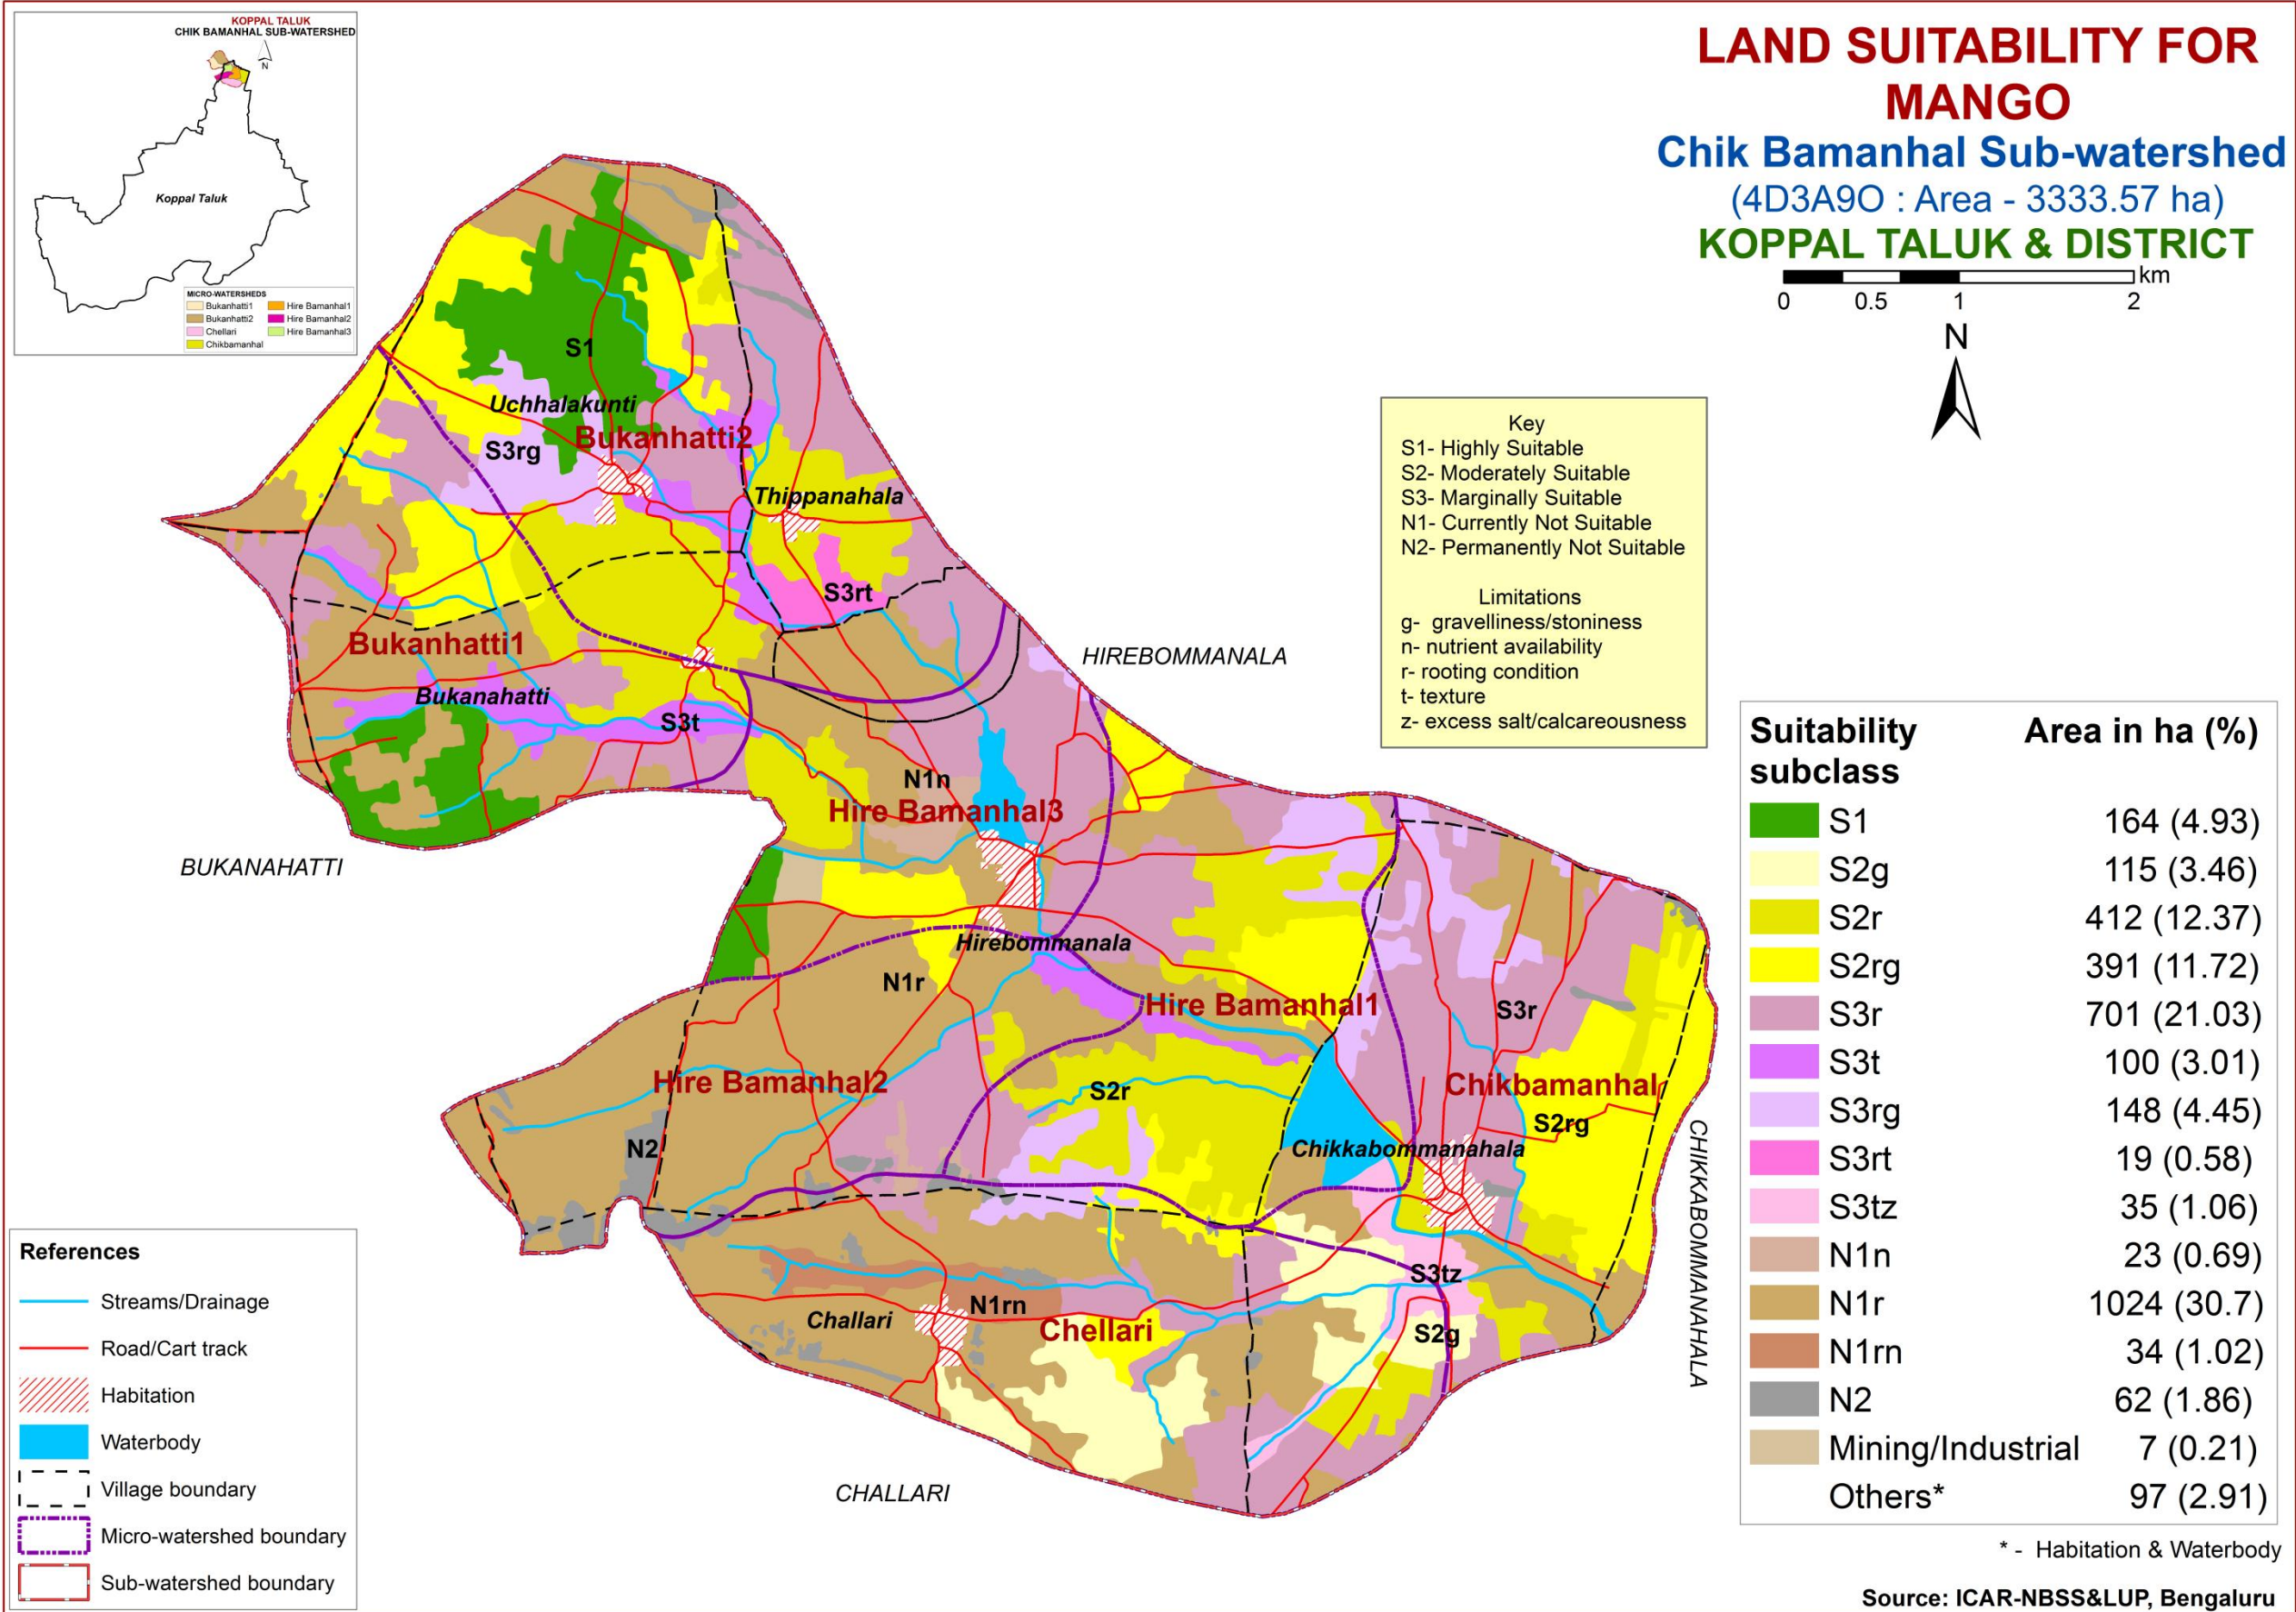 KOPPAL TALUK
CHIK BAMANHAL SUB-WATERSHED
N
Koppal Taluk
MICRO-WATERSHEDS
Bukanhatti1
Bukanhatti2
Chellari
Chikbamanhal
Hire Bamanhal1
Hire Bamanhal2
Hire Bamanhal3
LAND SUITABILITY FOR
MANGO
Chik Bamanhal Sub-watershed
(4D3A9O : Area - 3333.57 ha)
KOPPAL TALUK & DISTRICT
km
0 0.5 1 2
N
Key
S1- Highly Suitable
S2- Moderately Suitable
S3- Marginally Suitable
N1- Currently Not Suitable
N2- Permanently Not Suitable
Limitations
g- gravelliness/stoniness
n- nutrient availability
r- rooting condition
t- texture
z- excess salt/calcareousness
S1
Uchhalakunti
Bukanhatti2
S3rg
Thippanahala
S3rt
Bukanhatti1
HIREBOMMANALA
Bukanahatti
S3t
N1n
Hire Bamanhal3
BUKANAHATTI
Hirebommanala
N1r
Hire Bamanhal1
S3r
Hire Bamanhal2
S2r
Chikbamanhal
S2rg
N2
Chikkabommanahala
CHIKKABOMMANAHALA
S3tz
N1rn
Challari
Chellari
S2g
CHALLARI
Suitability subclass Area in ha (%)
S1 164 (4.93)
S2g 115 (3.46)
S2r 412 (12.37)
S2rg 391 (11.72)
S3r 701 (21.03)
S3t 100 (3.01)
S3rg 148 (4.45)
S3rt 19 (0.58)
S3tz 35 (1.06)
N1n 23 (0.69)
N1r 1024 (30.7)
N1rn 34 (1.02)
N2 62 (1.86)
Mining/Industrial 7 (0.21)
Others* 97 (2.91)
* - Habitation & Waterbody
Source: ICAR-NBSS&LUP, Bengaluru
References
Streams/Drainage
Road/Cart track
Habitation
Waterbody
Village boundary
Micro-watershed boundary
Sub-watershed boundary